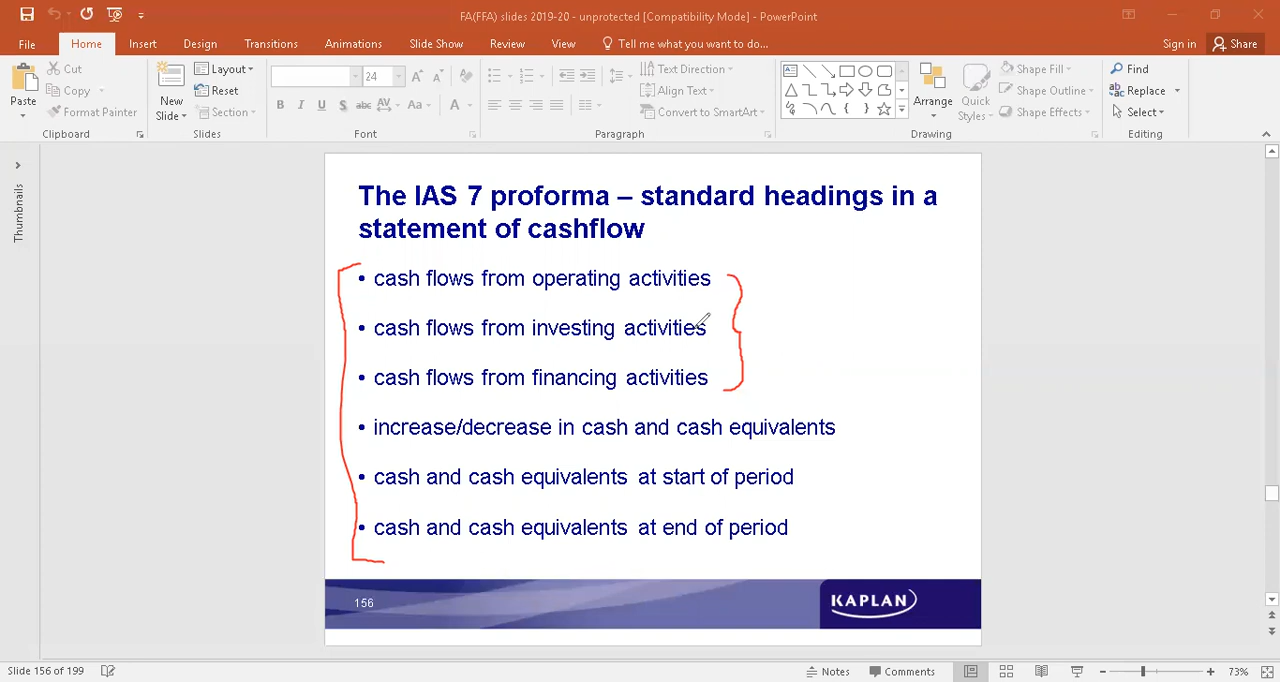 FA(FFA) slides 2019-20 - unprotected [Compatibility Mode] - PowerPoint
File Home Insert Design Transitions Animations Slide Show Review View Tell me what you want to do... Sign in Share
Paste
Cut
Copy
Format Painter
Clipboard
New Slide
Layout
Reset
Section
Slides
24
B I U S abc AV Aa A
Font
Text Direction
Align Text
Convert to SmartArt
Paragraph
Arrange
Quick Styles
Shape Fill
Shape Outline
Shape Effects
Drawing
Find
Replace
Select
Editing
Thumbnails
The IAS 7 proforma – standard headings in a
statement of cashflow
• cash flows from operating activities
• cash flows from investing activities
• cash flows from financing activities
• increase/decrease in cash and cash equivalents
• cash and cash equivalents at start of period
• cash and cash equivalents at end of period
156
KAPLAN
Slide 156 of 199
Notes Comments 73%